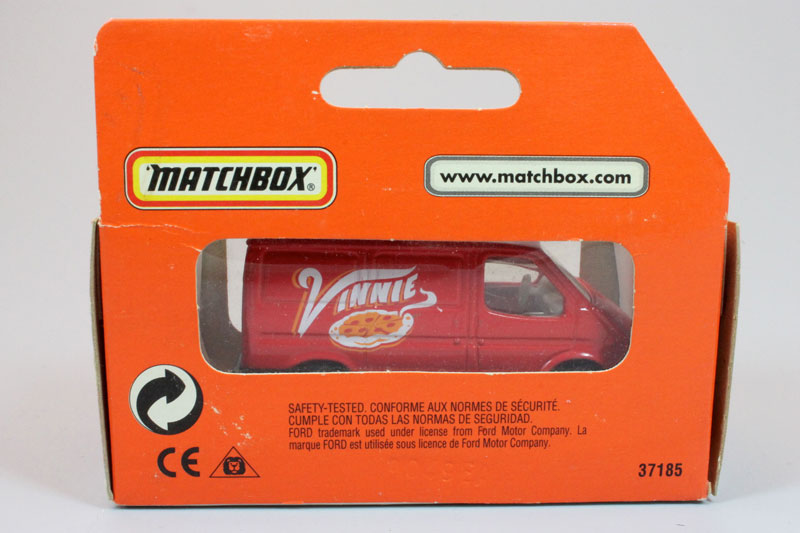 MATCHBOX®
www.matchbox.com
VINNIE
SAFETY-TESTED. CONFORME AUX NORMES DE SÉCURITÉ.
CUMPLE CON TODAS LAS NORMAS DE SEGURIDAD.
FORD trademark used under license from Ford Motor Company. La
marque FORD est utilisée sous licence de Ford Motor Company.
CE
37185